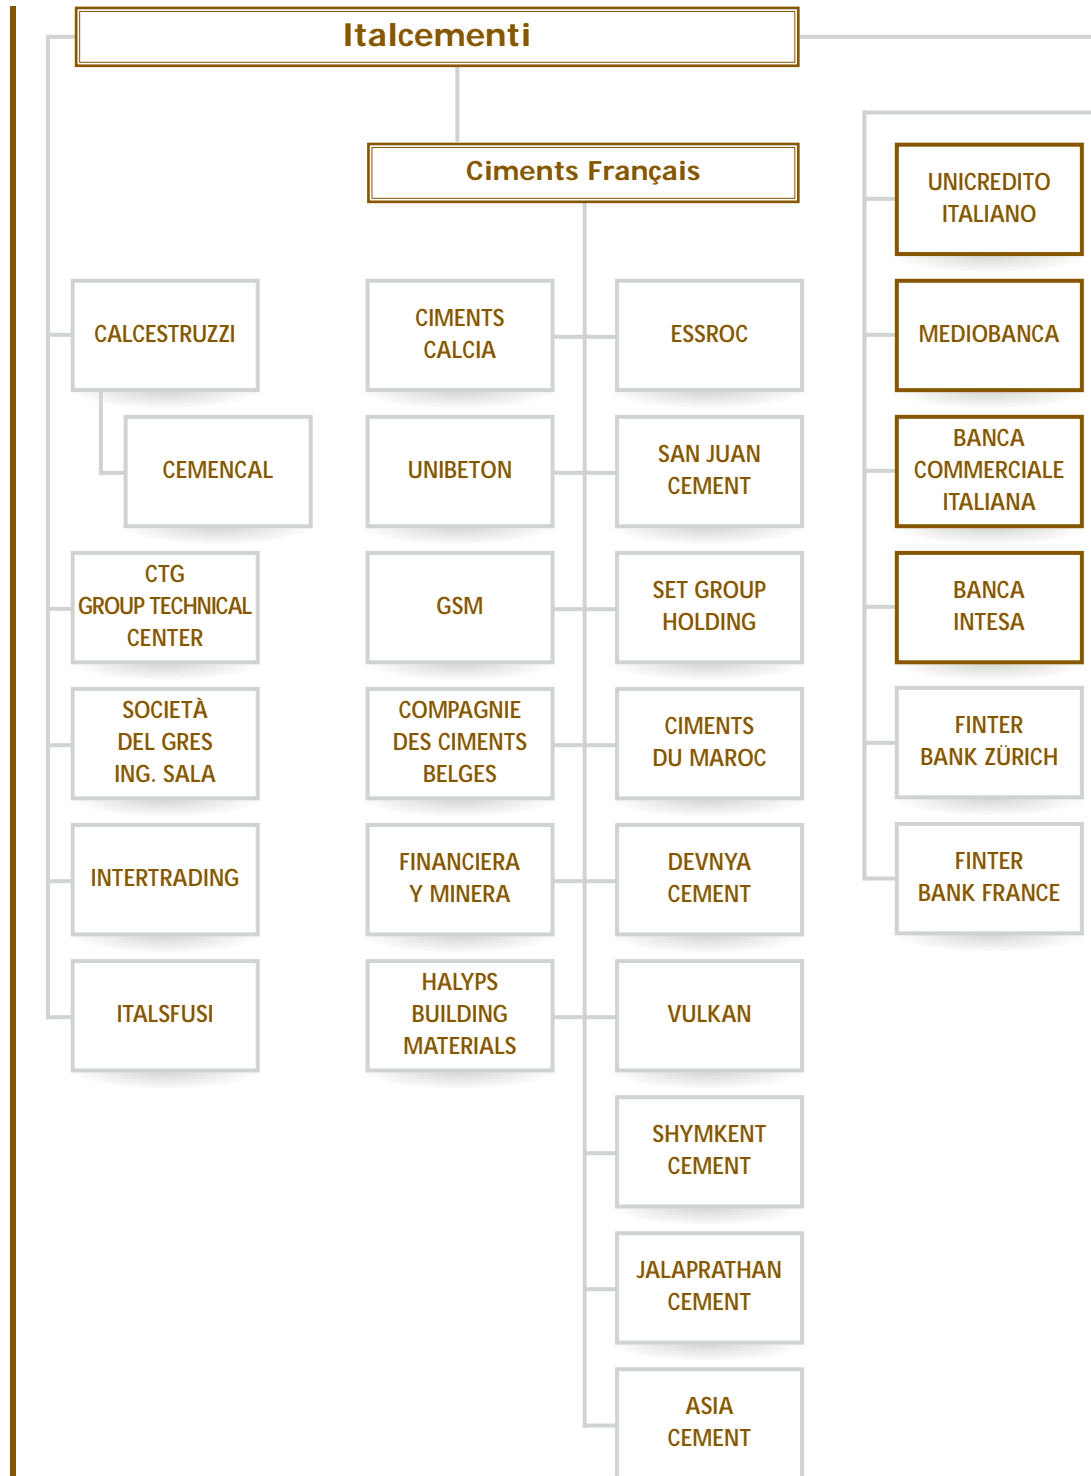 Italcementi
Ciments Français
UNICREDITO
ITALIANO
CALCESTRUZZI
CIMENTS
CALCIA
ESSROC
MEDIOBANCA
CEMENCAL
UNIBETON
SAN JUAN
CEMENT
BANCA
COMMERCIALE
ITALIANA
CTG
GROUP TECHNICAL
CENTER
GSM
SET GROUP
HOLDING
BANCA
INTESA
SOCIETÀ
DEL GRES
ING. SALA
COMPAGNIE
DES CIMENTS
BELGES
CIMENTS
DU MAROC
FINTER
BANK ZÜRICH
INTERTRADING
FINANCIERA
Y MINERA
DEVNYA
CEMENT
FINTER
BANK FRANCE
ITALSFUSI
HALYPS
BUILDING
MATERIALS
VULKAN
SHYMKENT
CEMENT
JALAPRATHAN
CEMENT
ASIA
CEMENT